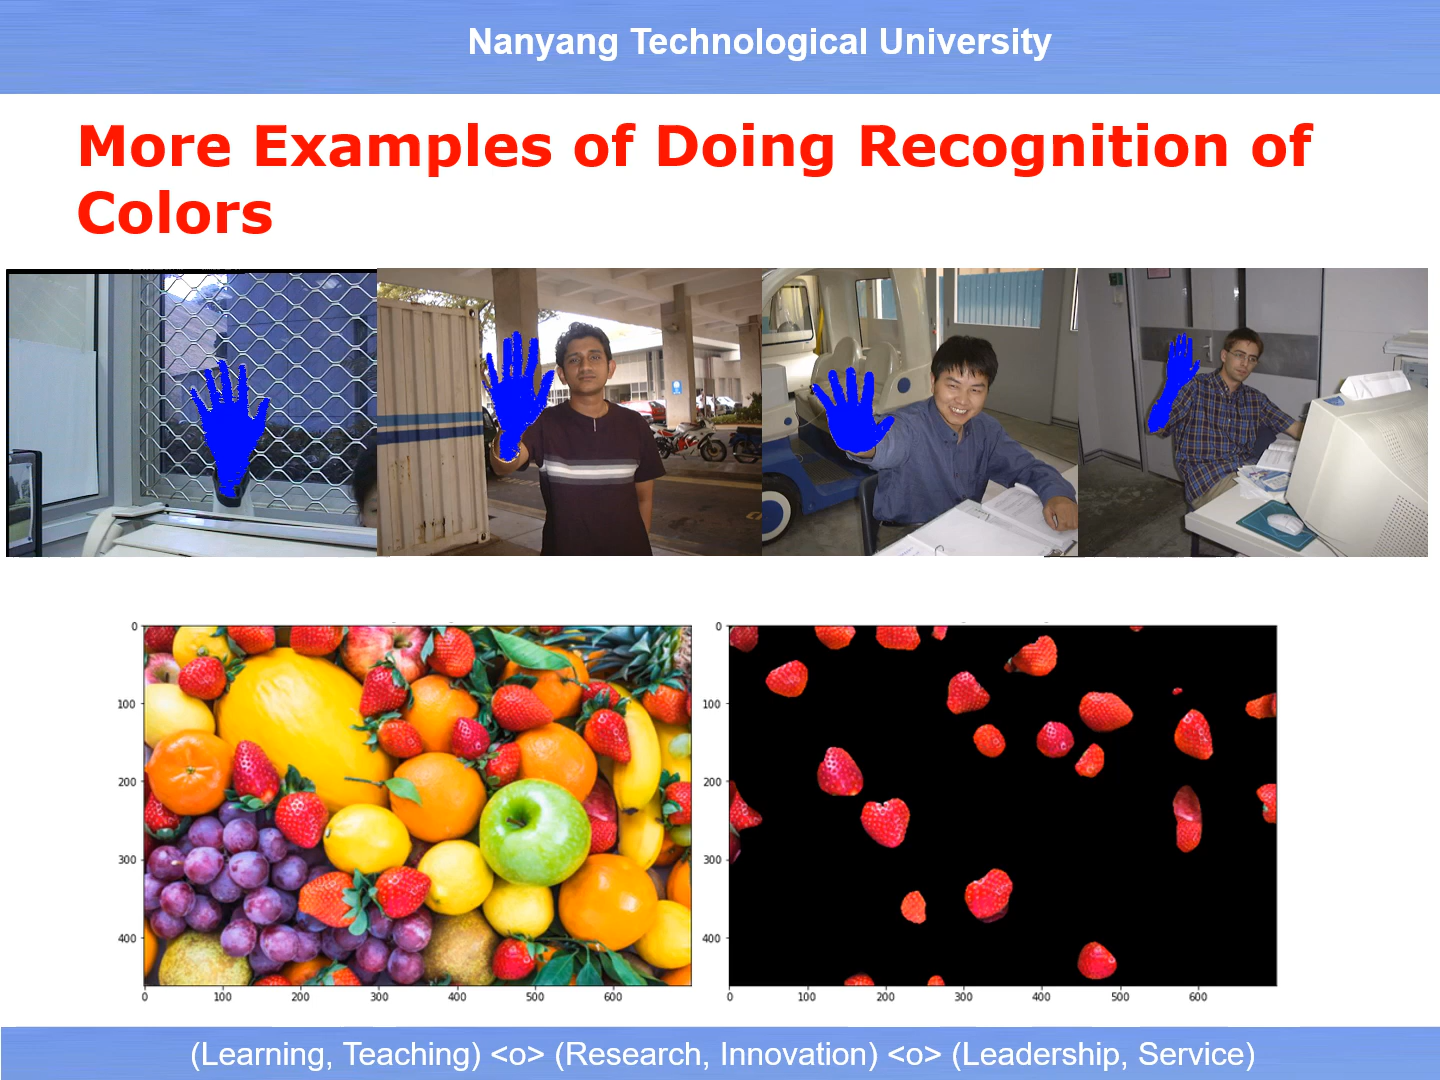 Nanyang Technological University
More Examples of Doing Recognition of
Colors
0
100
200
300
400
0 100 200 300 400 500 600
0
100
200
300
400
0 100 200 300 400 500 600
(Learning, Teaching) <o> (Research, Innovation) <o> (Leadership, Service)